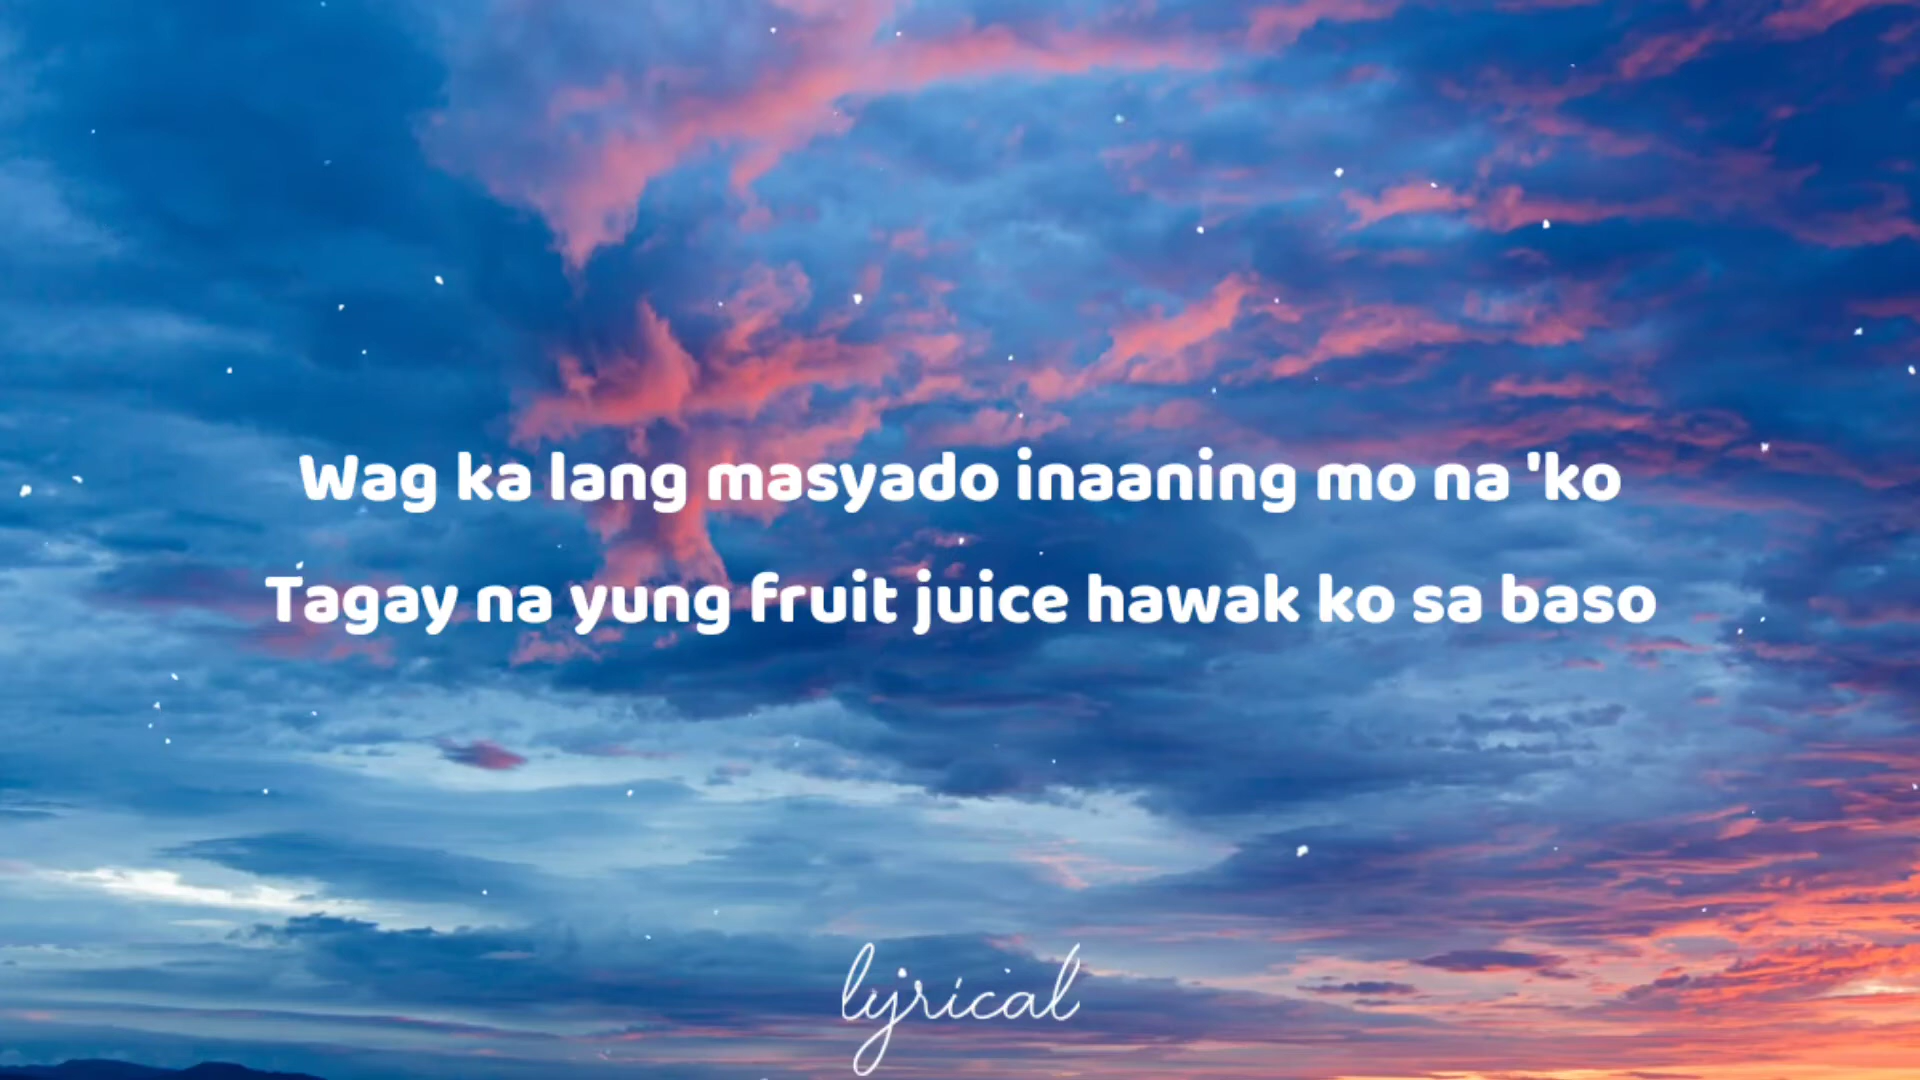 Wag ka lang masyado inaaning mo na 'ko
Tagay na yung fruit juice hawak ko sa baso
lyrical